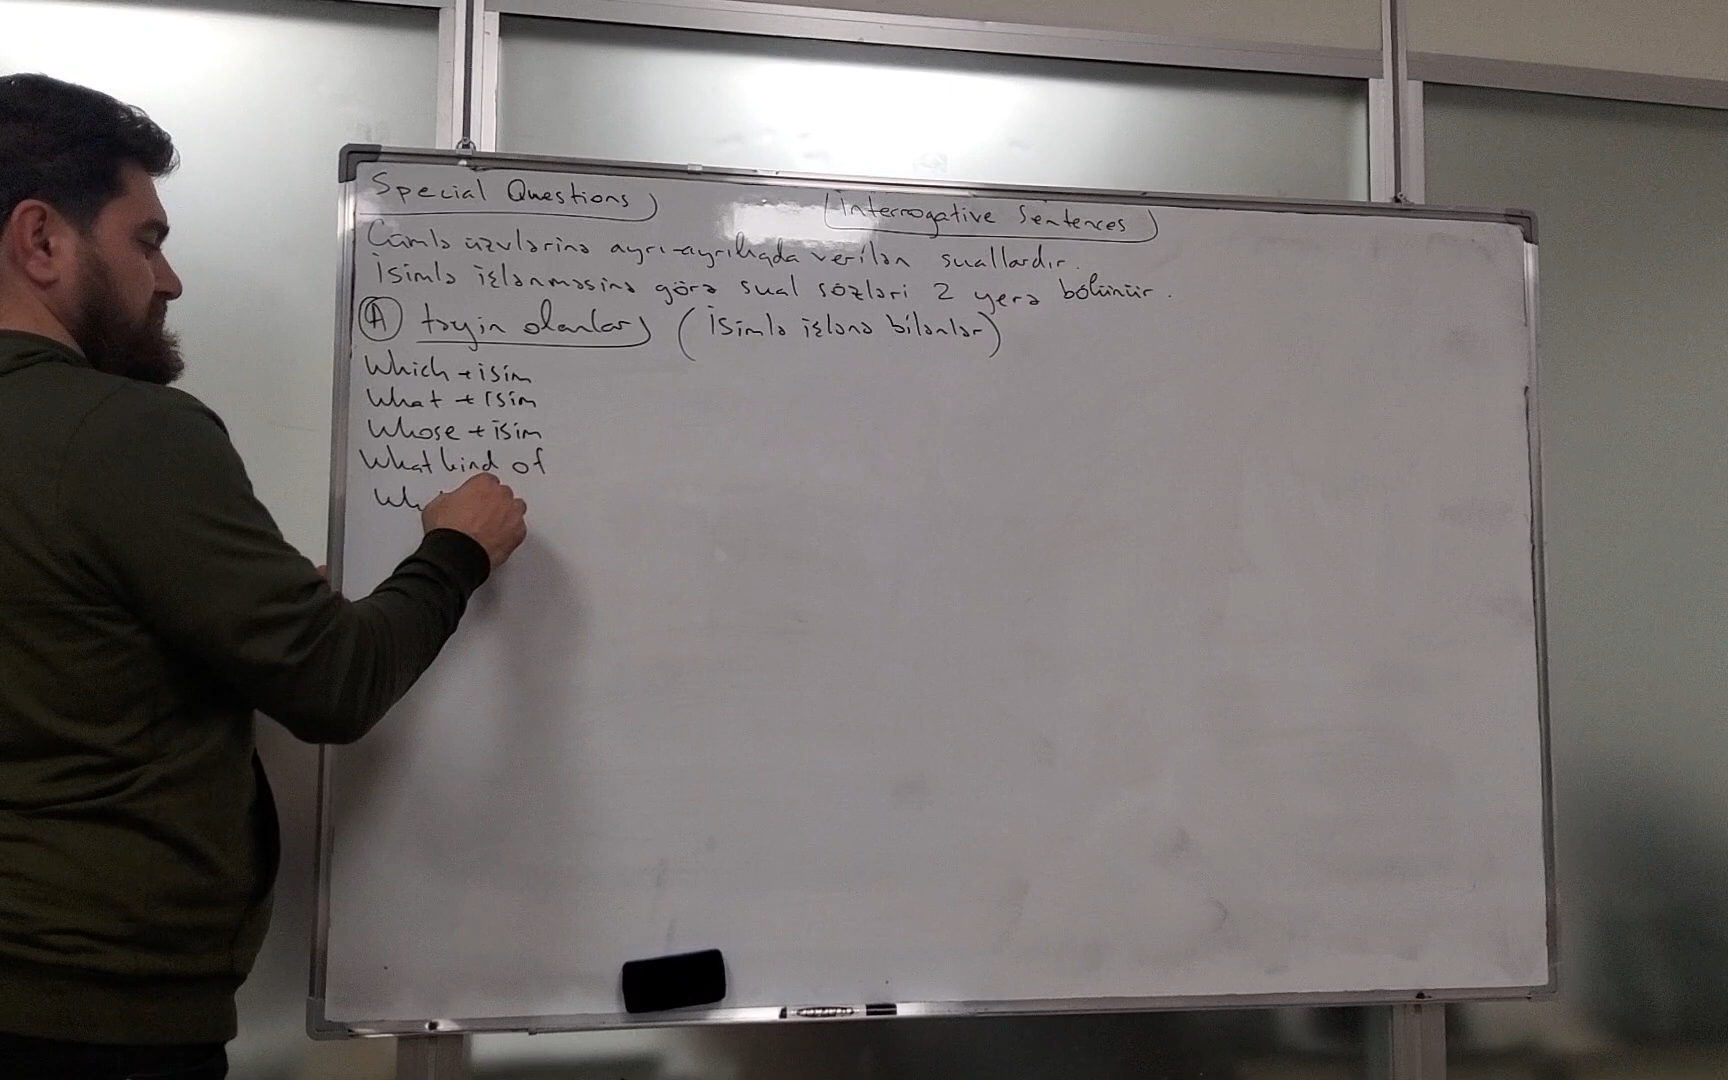 Special Questions
Interrogative Sentences
Cümlə üzvlərinə ayrı-ayrılıqda verilən suallardır.
İsimlə işlənməsinə görə sual sözləri 2 yerə bölünür.
A təyin olanlar (İsimlə işlənə bilənlər)
Which + isim
What + isim
Whose + isim
What kind of